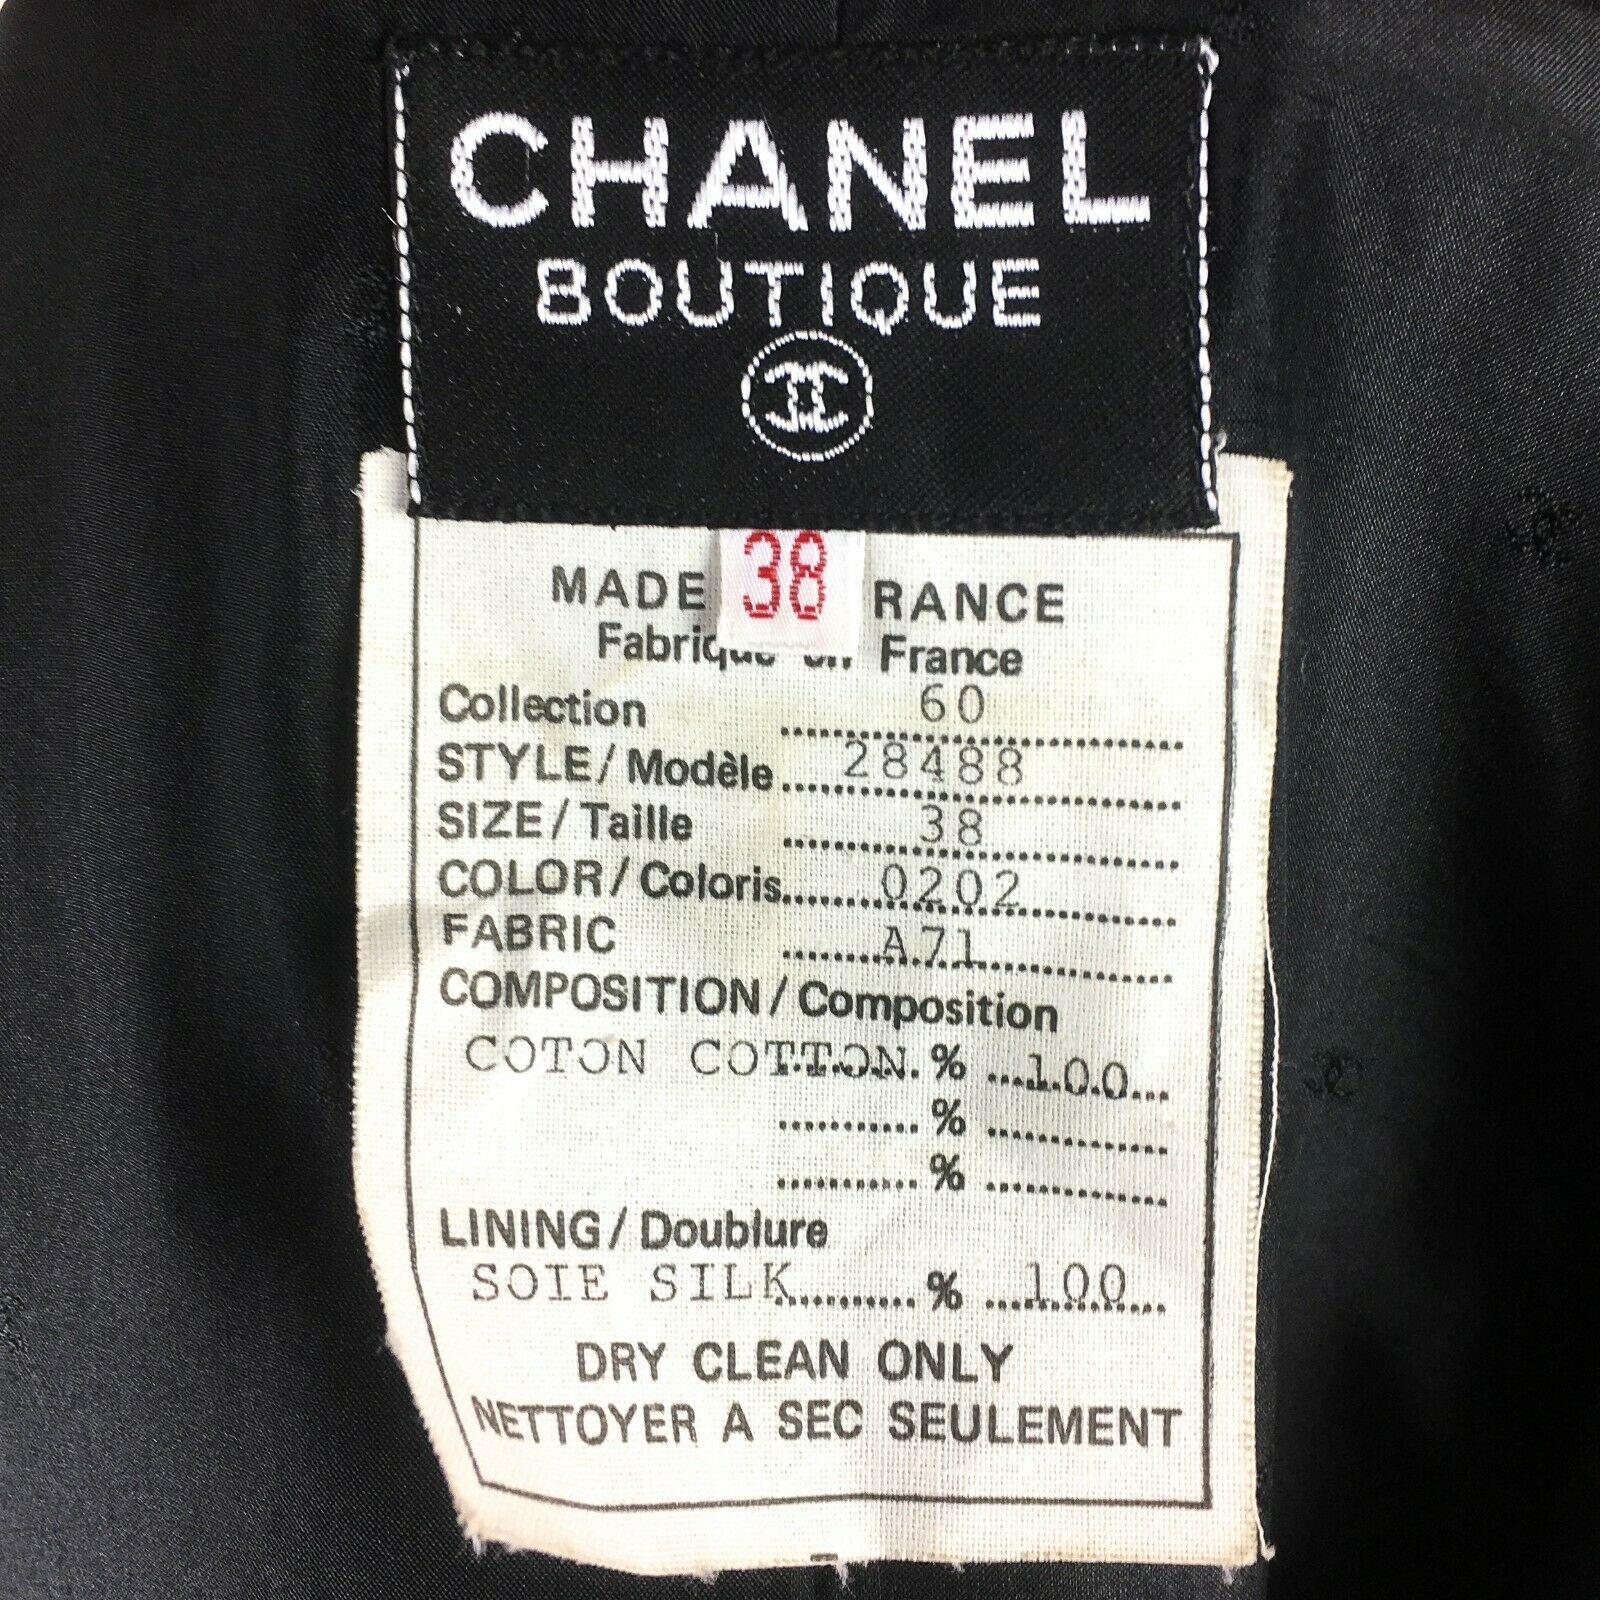 CHANEL
BOUTIQUE
38
MADE RANCE
Fabrique en France
Collection 60
STYLE/Modèle 28488
SIZE/Taille 38
COLOR/Coloris 0202
FABRIC A71
COMPOSITION/Composition
COTON COTTON % 100
%
%
LINING/Doublure
SOIE SILK % 100
DRY CLEAN ONLY
NETTOYER A SEC SEULEMENT